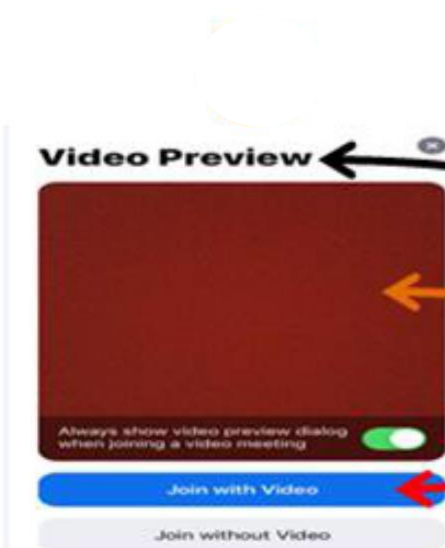 Video Preview
Always show video preview dialog
when joining a video meeting
Join with Video
Join without Video